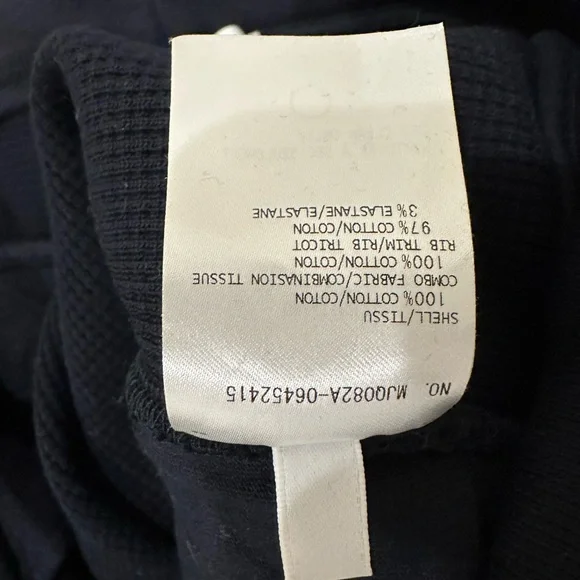 NO. MJQ082A-06452415
SHELL/TISSU
100% COTTON/COTON
COMBO FABRIC/COMBINASION TISSUE
100% COTTON/COTON
RIB TRIM/RIB TRICOT
97% COTTON/COTON
3% ELASTANE/ELASTANE